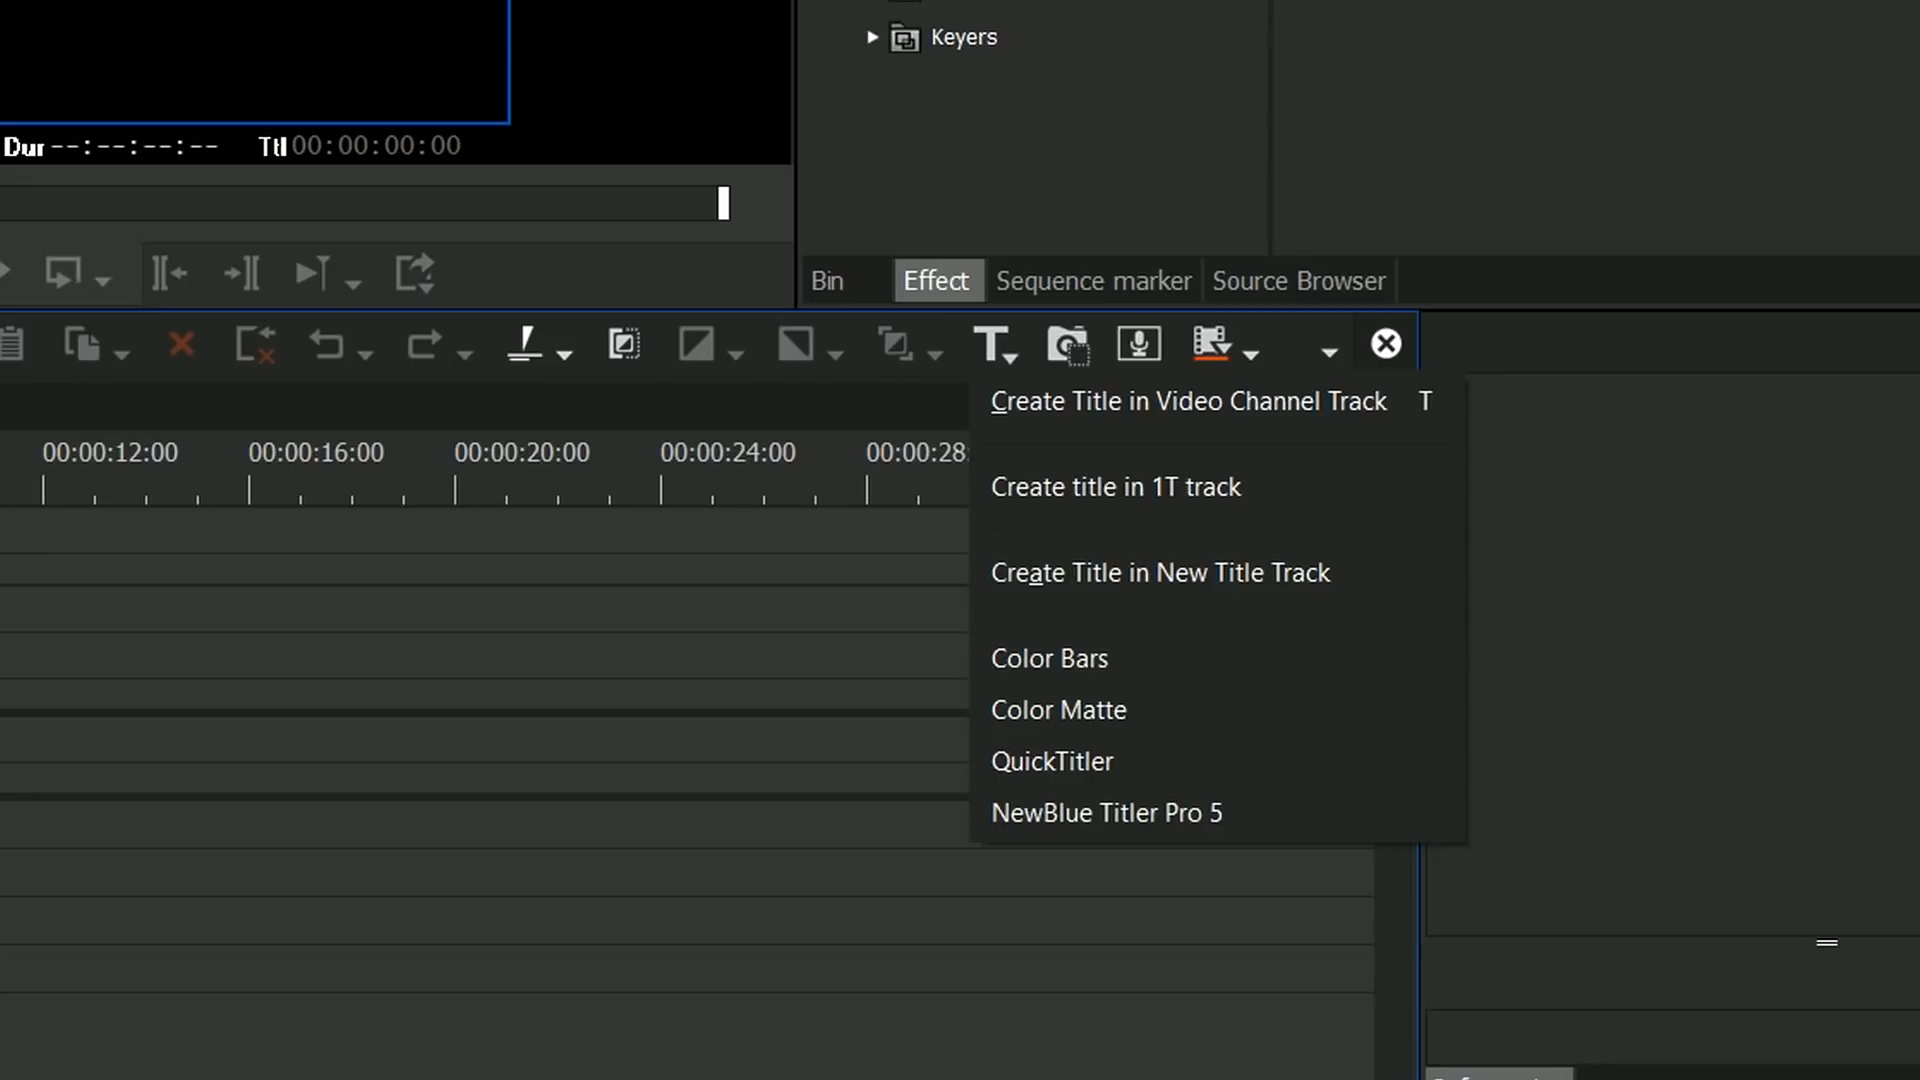 Keyers
Dur --:--:--:-- Ttl 00:00:00:00
Bin Effect Sequence marker Source Browser
Create Title in Video Channel Track T
00:00:12:00 00:00:16:00 00:00:20:00 00:00:24:00 00:00:28:
Create title in 1T track
Create Title in New Title Track
Color Bars
Color Matte
QuickTitler
NewBlue Titler Pro 5